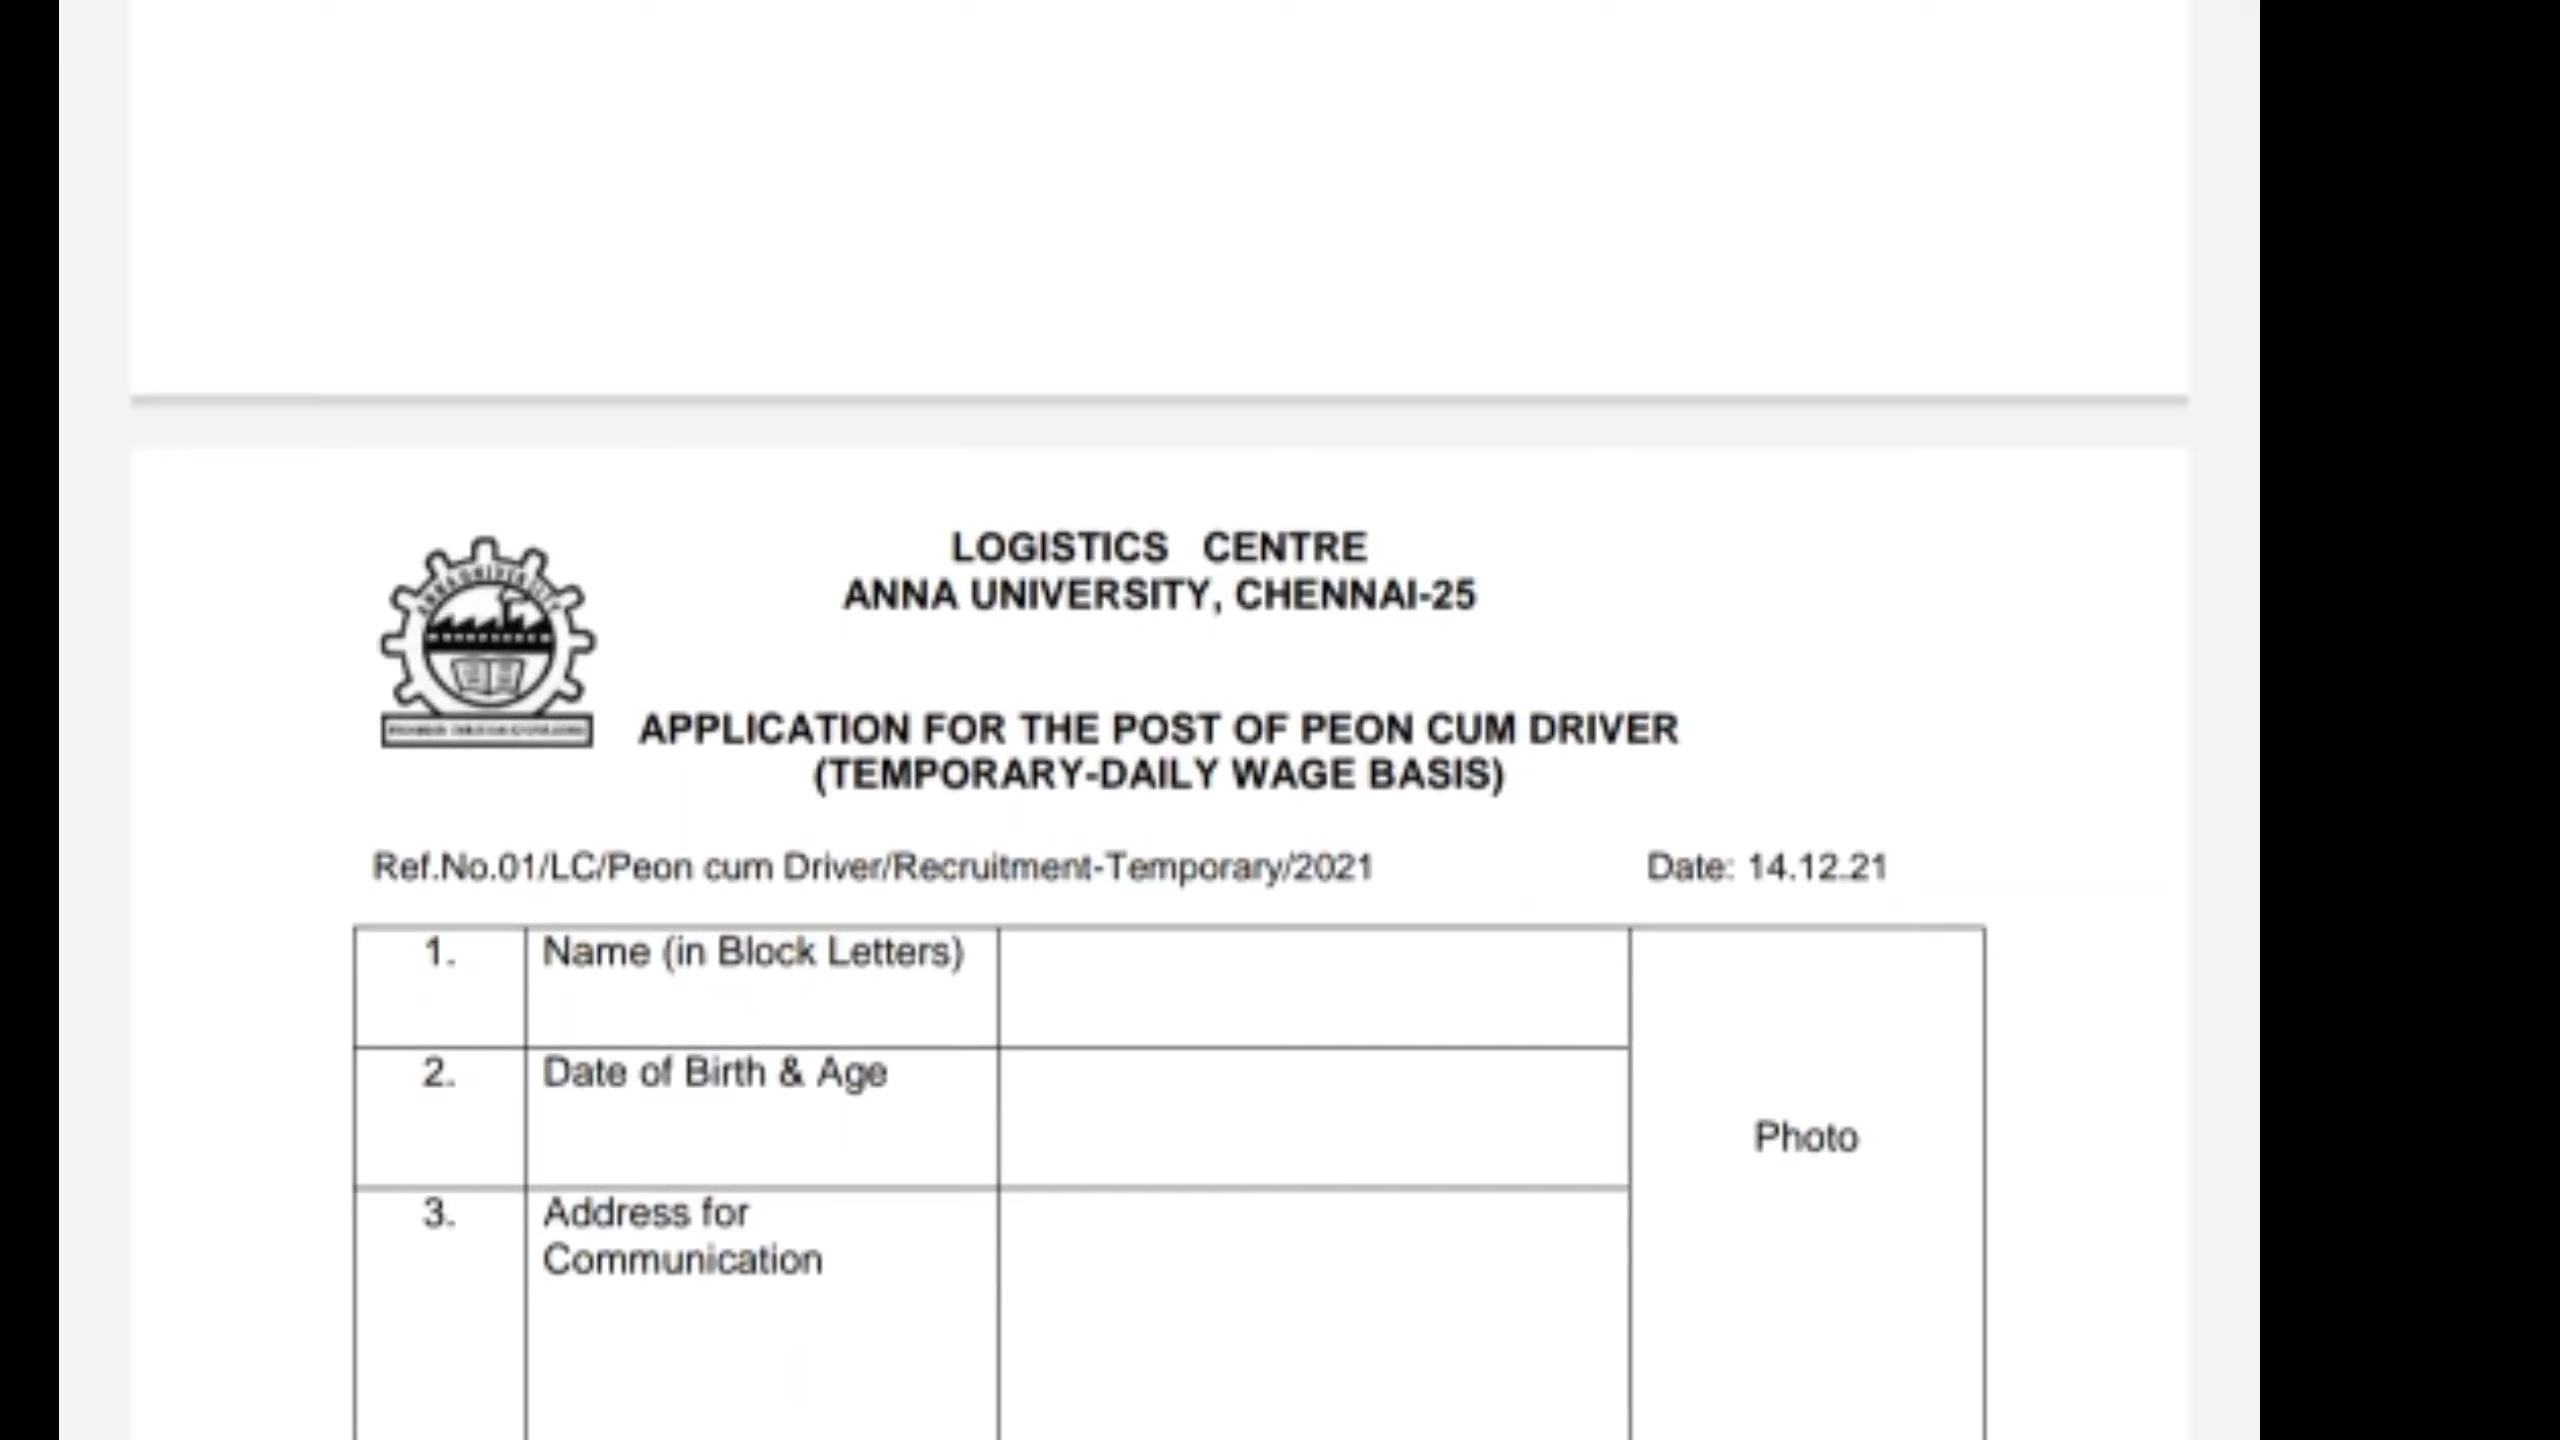 LOGISTICS CENTRE
ANNA UNIVERSITY, CHENNAI-25
APPLICATION FOR THE POST OF PEON CUM DRIVER
(TEMPORARY-DAILY WAGE BASIS)
Ref.No.01/LC/Peon cum Driver/Recruitment-Temporary/2021 Date: 14.12.21
1. Name (in Block Letters)
2. Date of Birth & Age
Photo
3. Address for
Communication